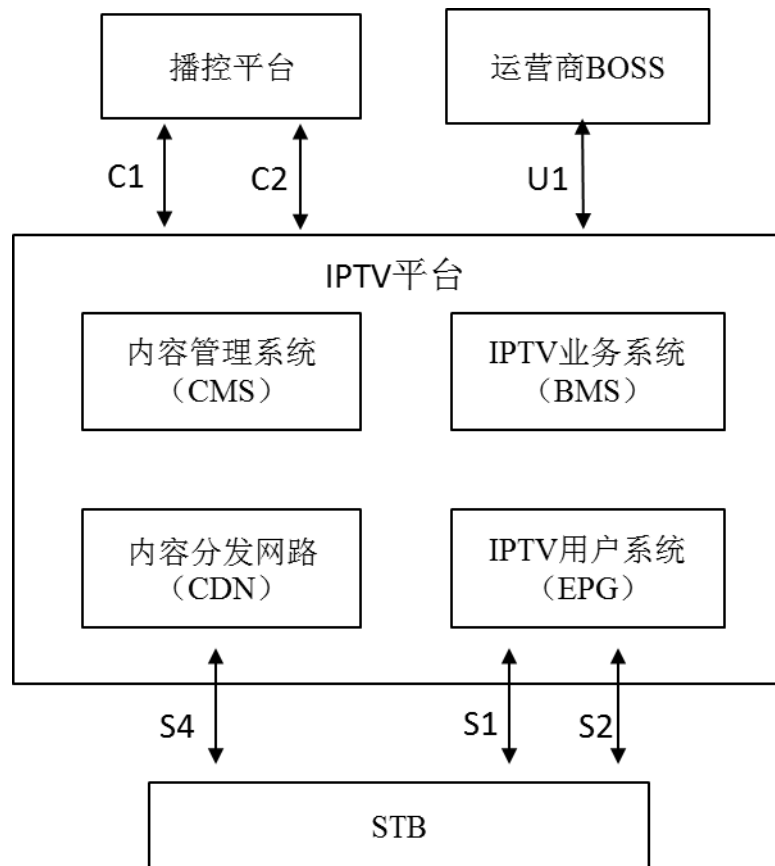 播控平台
运营商BOSS
C1
C2
U1
IPTV平台
内容管理系统
（CMS）
IPTV业务系统
（BMS）
内容分发网路
（CDN）
IPTV用户系统
（EPG）
S4
S1
S2
STB